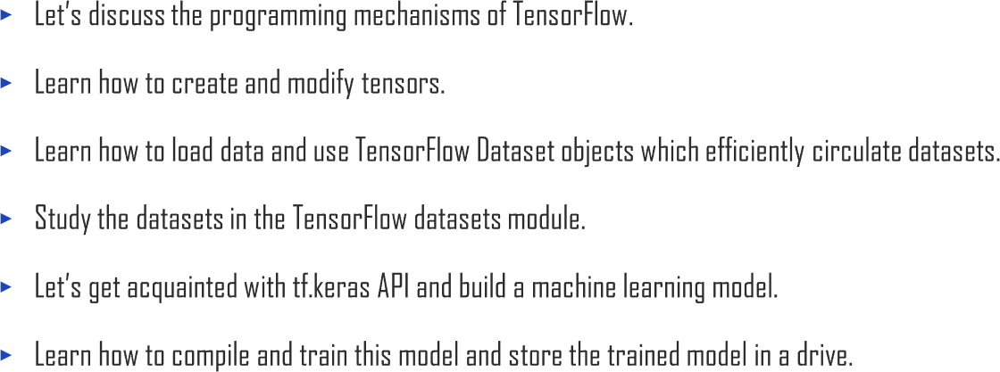 ► Let's discuss the programming mechanisms of TensorFlow.
► Learn how to create and modify tensors.
► Learn how to load data and use TensorFlow Dataset objects which efficiently circulate datasets.
► Study the datasets in the TensorFlow datasets module.
► Let's get acquainted with tf.keras API and build a machine learning model.
► Learn how to compile and train this model and store the trained model in a drive.